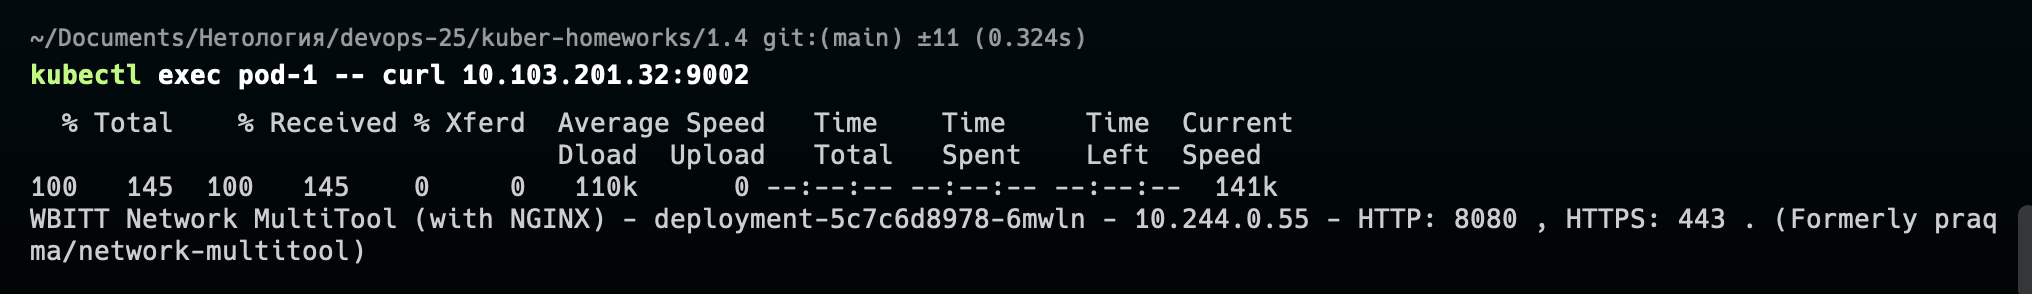 ~/Documents/Нетология/devops-25/kuber-homeworks/1.4 git:(main) ±11 (0.324s)
kubectl exec pod-1 -- curl 10.103.201.32:9002
  % Total    % Received % Xferd  Average Speed   Time    Time     Time  Current
                                 Dload  Upload   Total   Spent    Left  Speed
100   145  100   145    0     0   110k      0 --:--:-- --:--:-- --:--:--  141k
WBITT Network MultiTool (with NGINX) - deployment-5c7c6d8978-6mwln - 10.244.0.55 - HTTP: 8080 , HTTPS: 443 . (Formerly praq
ma/network-multitool)